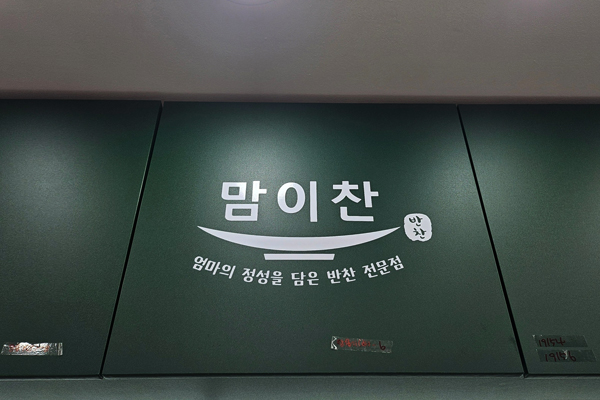 맘이찬
반찬
엄마의 정성을 담은 반찬 전문점